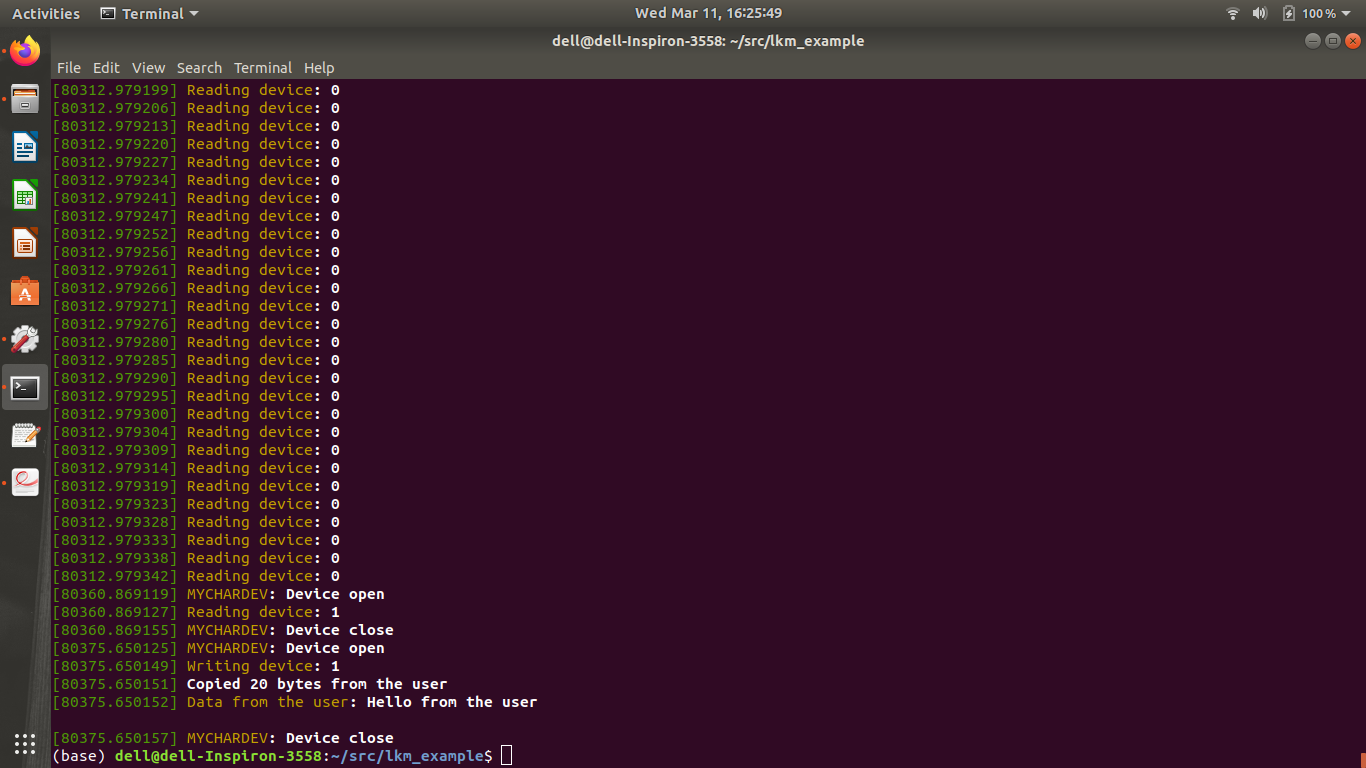 Activities Terminal Wed Mar 11, 16:25:49 100 %
dell@dell-Inspiron-3558: ~/src/lkm_example
File Edit View Search Terminal Help
[80312.979199] Reading device: 0
[80312.979206] Reading device: 0
[80312.979213] Reading device: 0
[80312.979220] Reading device: 0
[80312.979227] Reading device: 0
[80312.979234] Reading device: 0
[80312.979241] Reading device: 0
[80312.979247] Reading device: 0
[80312.979252] Reading device: 0
[80312.979256] Reading device: 0
[80312.979261] Reading device: 0
[80312.979266] Reading device: 0
[80312.979271] Reading device: 0
[80312.979276] Reading device: 0
[80312.979280] Reading device: 0
[80312.979285] Reading device: 0
[80312.979290] Reading device: 0
[80312.979295] Reading device: 0
[80312.979300] Reading device: 0
[80312.979304] Reading device: 0
[80312.979309] Reading device: 0
[80312.979314] Reading device: 0
[80312.979319] Reading device: 0
[80312.979323] Reading device: 0
[80312.979328] Reading device: 0
[80312.979333] Reading device: 0
[80312.979338] Reading device: 0
[80312.979342] Reading device: 0
[80360.869119] MYCHARDEV: Device open
[80360.869127] Reading device: 1
[80360.869155] MYCHARDEV: Device close
[80375.650125] MYCHARDEV: Device open
[80375.650149] Writing device: 1
[80375.650151] Copied 20 bytes from the user
[80375.650152] Data from the user: Hello from the user
[80375.650157] MYCHARDEV: Device close
(base) dell@dell-Inspiron-3558:~/src/lkm_example$